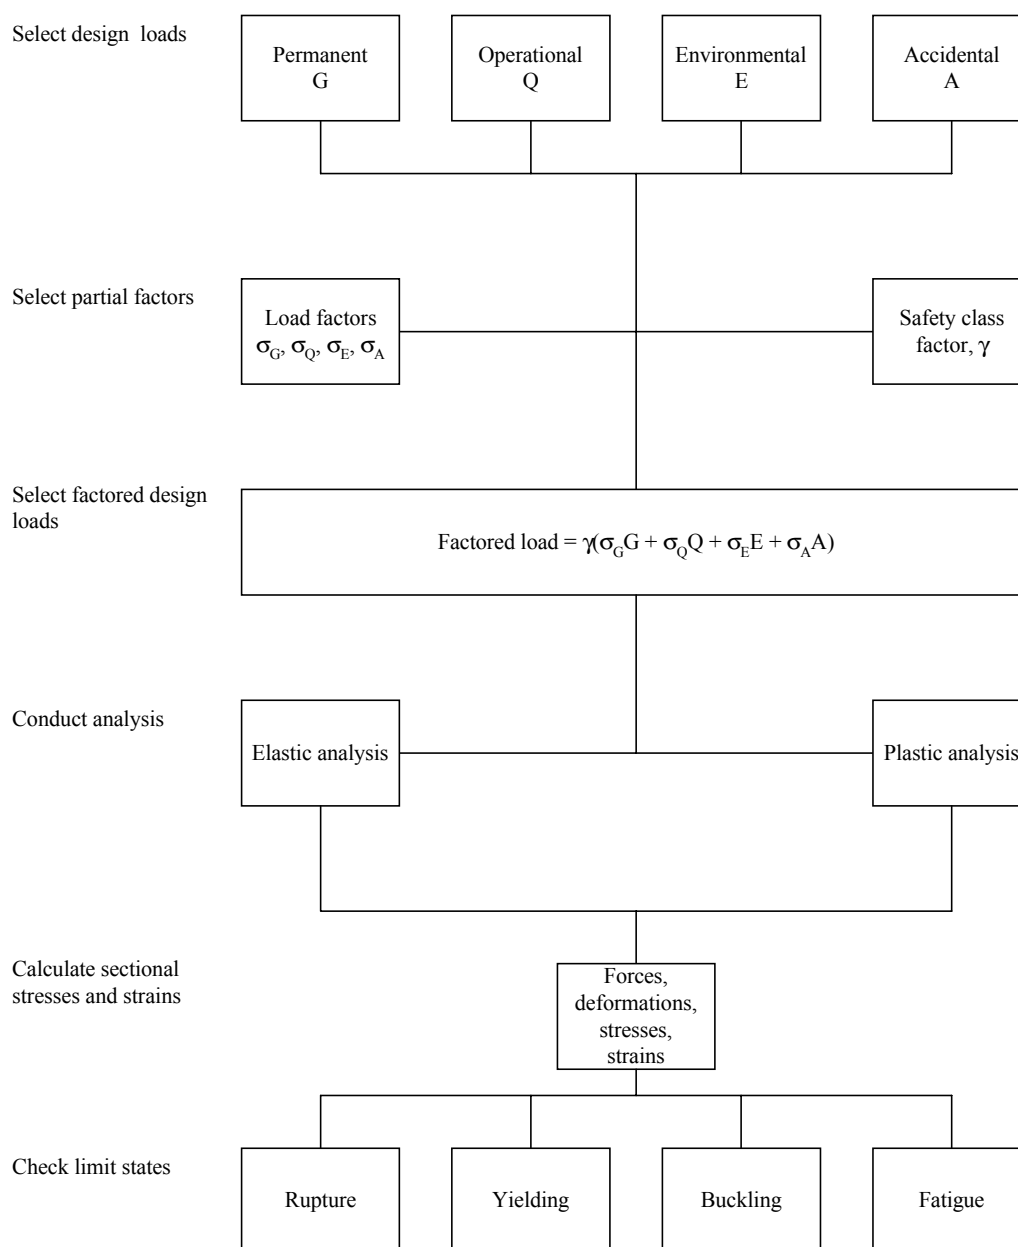 Select design loads
Permanent
G
Operational
Q
Environmental
E
Accidental
A
Select partial factors
Load factors
σG, σQ, σE, σA
Safety class
factor, γ
Select factored design
loads
Factored load = γ(σGG + σQQ + σEE + σAA)
Conduct analysis
Elastic analysis
Plastic analysis
Calculate sectional
stresses and strains
Forces,
deformations,
stresses,
strains
Check limit states
Rupture
Yielding
Buckling
Fatigue